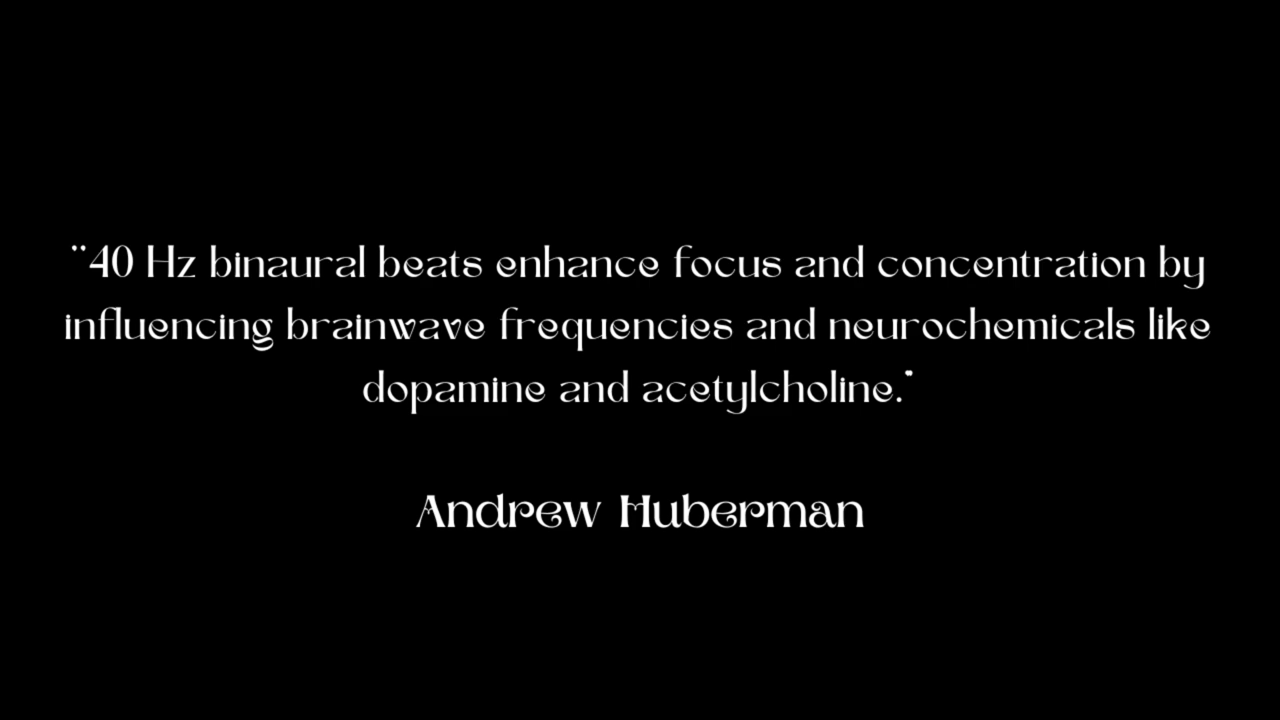 "40 Hz binaural beats enhance focus and concentration by
influencing brainwave frequencies and neurochemicals like
dopamine and acetylcholine."
Andrew Huberman